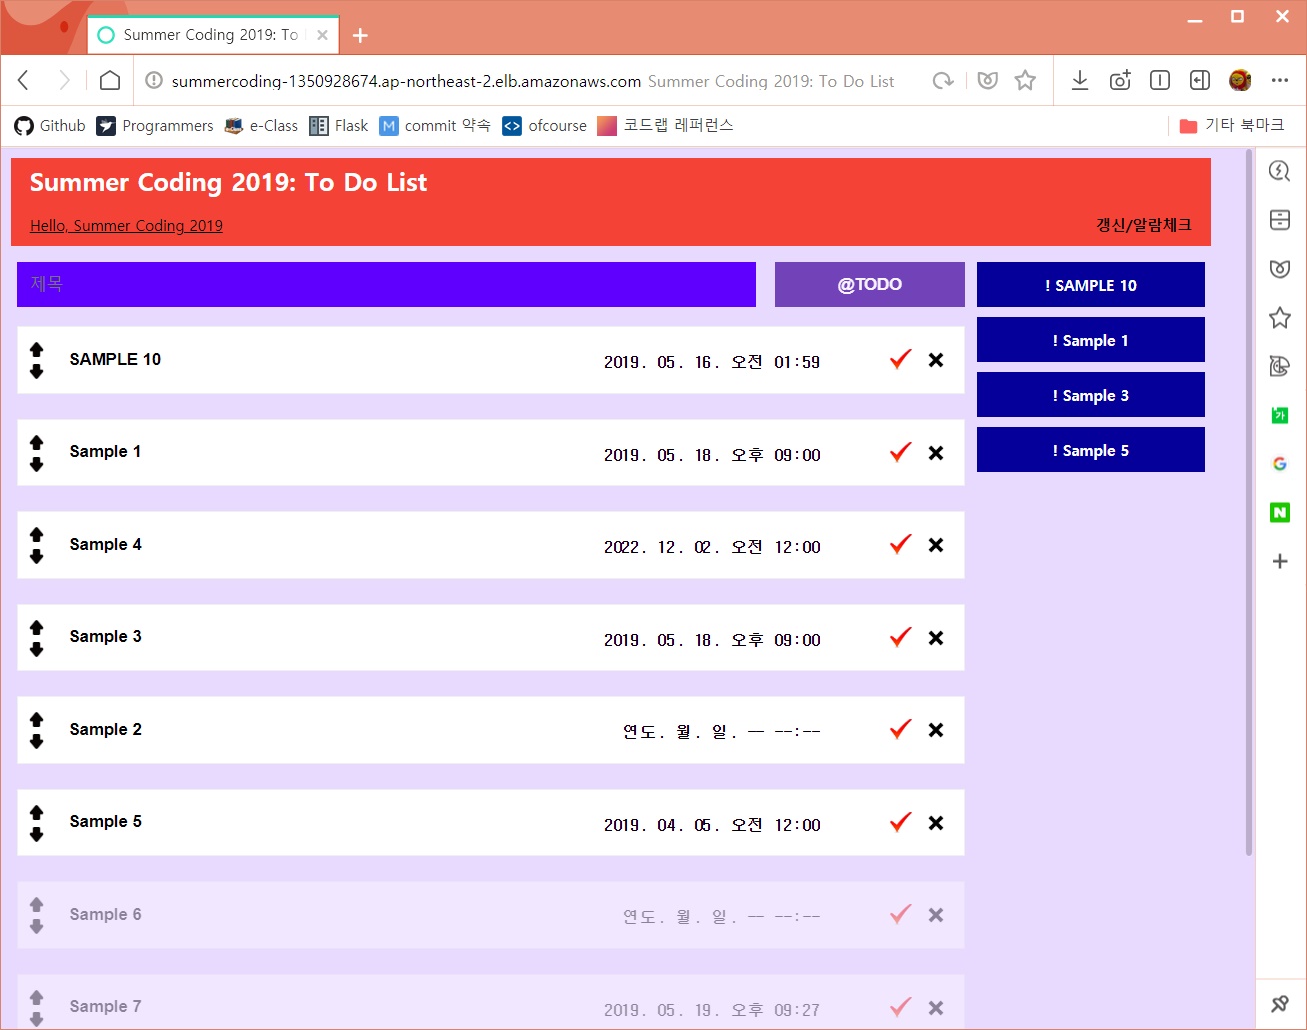 Summer Coding 2019: To
summercoding-1350928674.ap-northeast-2.elb.amazonaws.com Summer Coding 2019: To Do List
Github Programmers e-Class Flask M commit 약속 ofcourse 코드랩 레퍼런스 기타 북마크
Summer Coding 2019: To Do List
Hello, Summer Coding 2019
갱신/알람체크
제목
@TODO
! SAMPLE 10
! Sample 1
! Sample 3
! Sample 5
SAMPLE 10 2019. 05. 16. 오전 01:59
Sample 1 2019. 05. 18. 오후 09:00
Sample 4 2022. 12. 02. 오전 12:00
Sample 3 2019. 05. 18. 오후 09:00
Sample 2 연도. 월. 일. -- --:--
Sample 5 2019. 04. 05. 오전 12:00
Sample 6 연도. 월. 일. -- --:--
Sample 7 2019. 05. 19. 오후 09:27
가
G
N